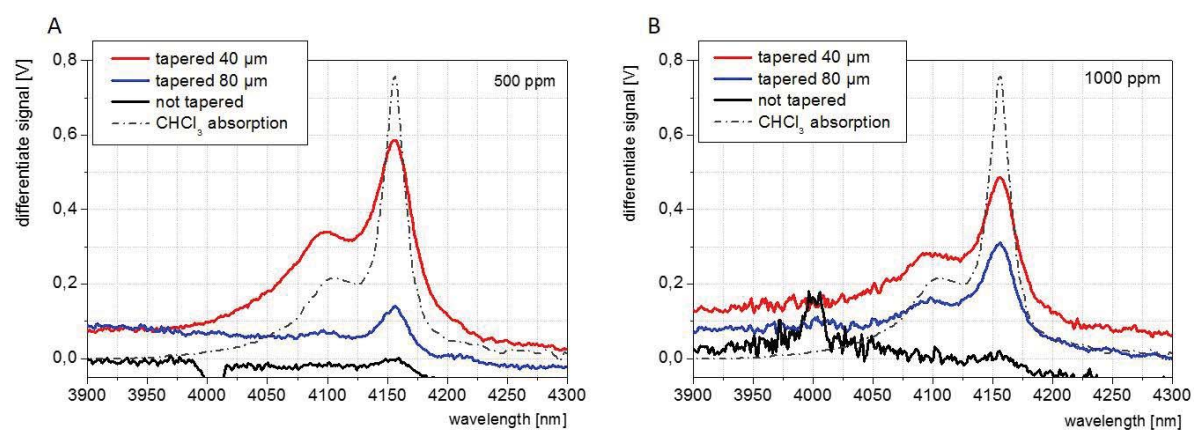 A
differentiate signal [V]
0,8
0,6
0,4
0,2
0,0
tapered 40 µm
tapered 80 µm
not tapered
CHCl₃ absorption
500 ppm
3900 3950 4000 4050 4100 4150 4200 4250 4300
wavelength [nm]
B
differentiate signal [V]
0,8
0,6
0,4
0,2
0,0
tapered 40 µm
tapered 80 µm
not tapered
CHCl₃ absorption
1000 ppm
3900 3950 4000 4050 4100 4150 4200 4250 4300
wavelength [nm]